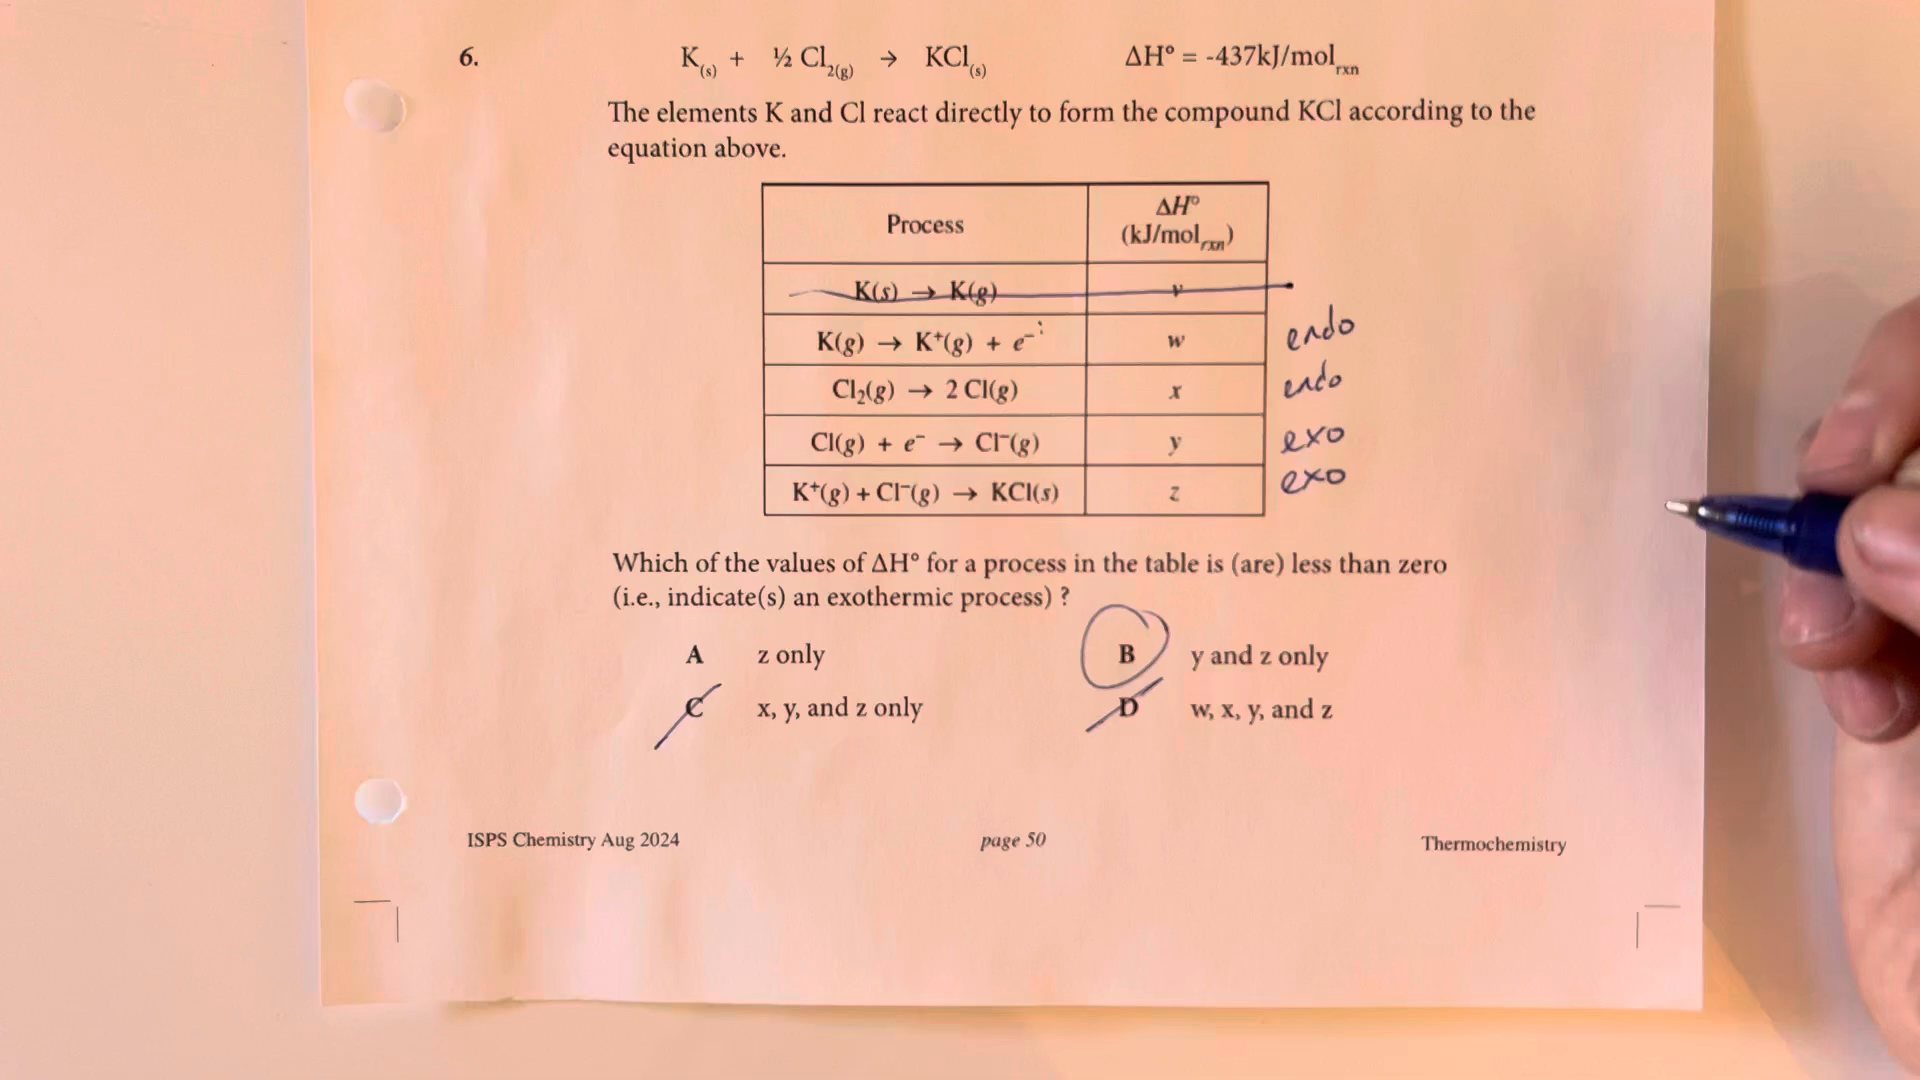 6. K(s) + ½ Cl2(g) → KCl(s) ΔH° = -437kJ/molrxn
The elements K and Cl react directly to form the compound KCl according to the
equation above.
Process ΔH° (kJ/molrxn)
K(s) → K(g) v
K(g) → K⁺(g) + e⁻ w endo
Cl₂(g) → 2 Cl(g) x endo
Cl(g) + e⁻ → Cl⁻(g) y exo
K⁺(g) + Cl⁻(g) → KCl(s) z exo
Which of the values of ΔH° for a process in the table is (are) less than zero
(i.e., indicate(s) an exothermic process) ?
A z only B y and z only
C x, y, and z only D w, x, y, and z
ISPS Chemistry Aug 2024 page 50 Thermochemistry